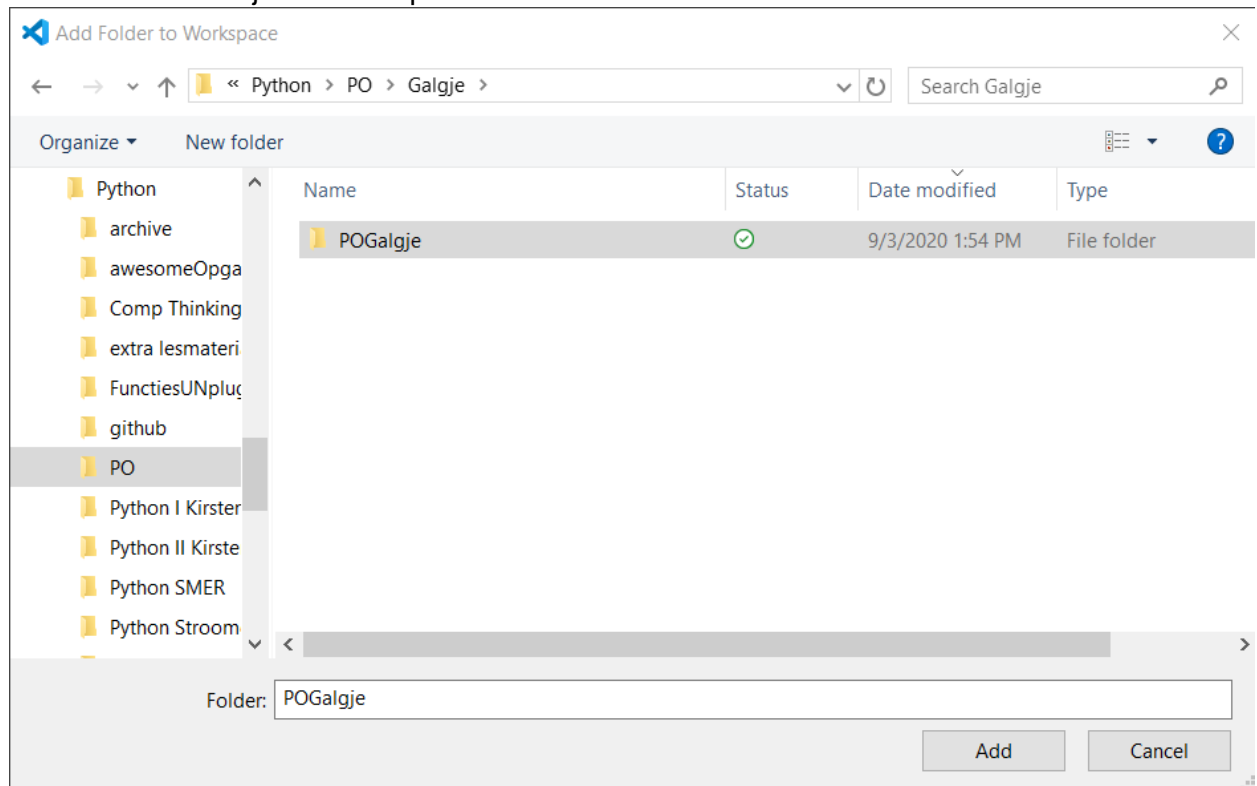 Add Folder to Workspace
« Python > PO > Galgje >
Search Galgje
Organize
New folder
Name
Status
Date modified
Type
Python
archive
awesomeOpga
Comp Thinking
extra lesmateri
FunctiesUNplug
github
PO
Python I Kirster
Python II Kirste
Python SMER
Python Stroom
POGalgje
9/3/2020 1:54 PM
File folder
Folder:
POGalgje
Add
Cancel